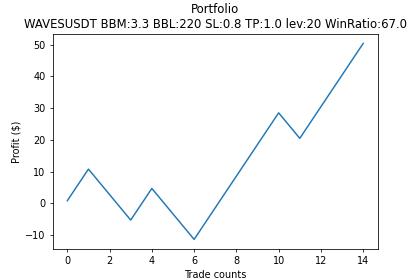 Portfolio
WAVESUSDT BBM:3.3 BBL:220 SL:0.8 TP:1.0 lev:20 WinRatio:67.0
50
40
30
20
10
0
−10
Profit ($)
0 2 4 6 8 10 12 14
Trade counts